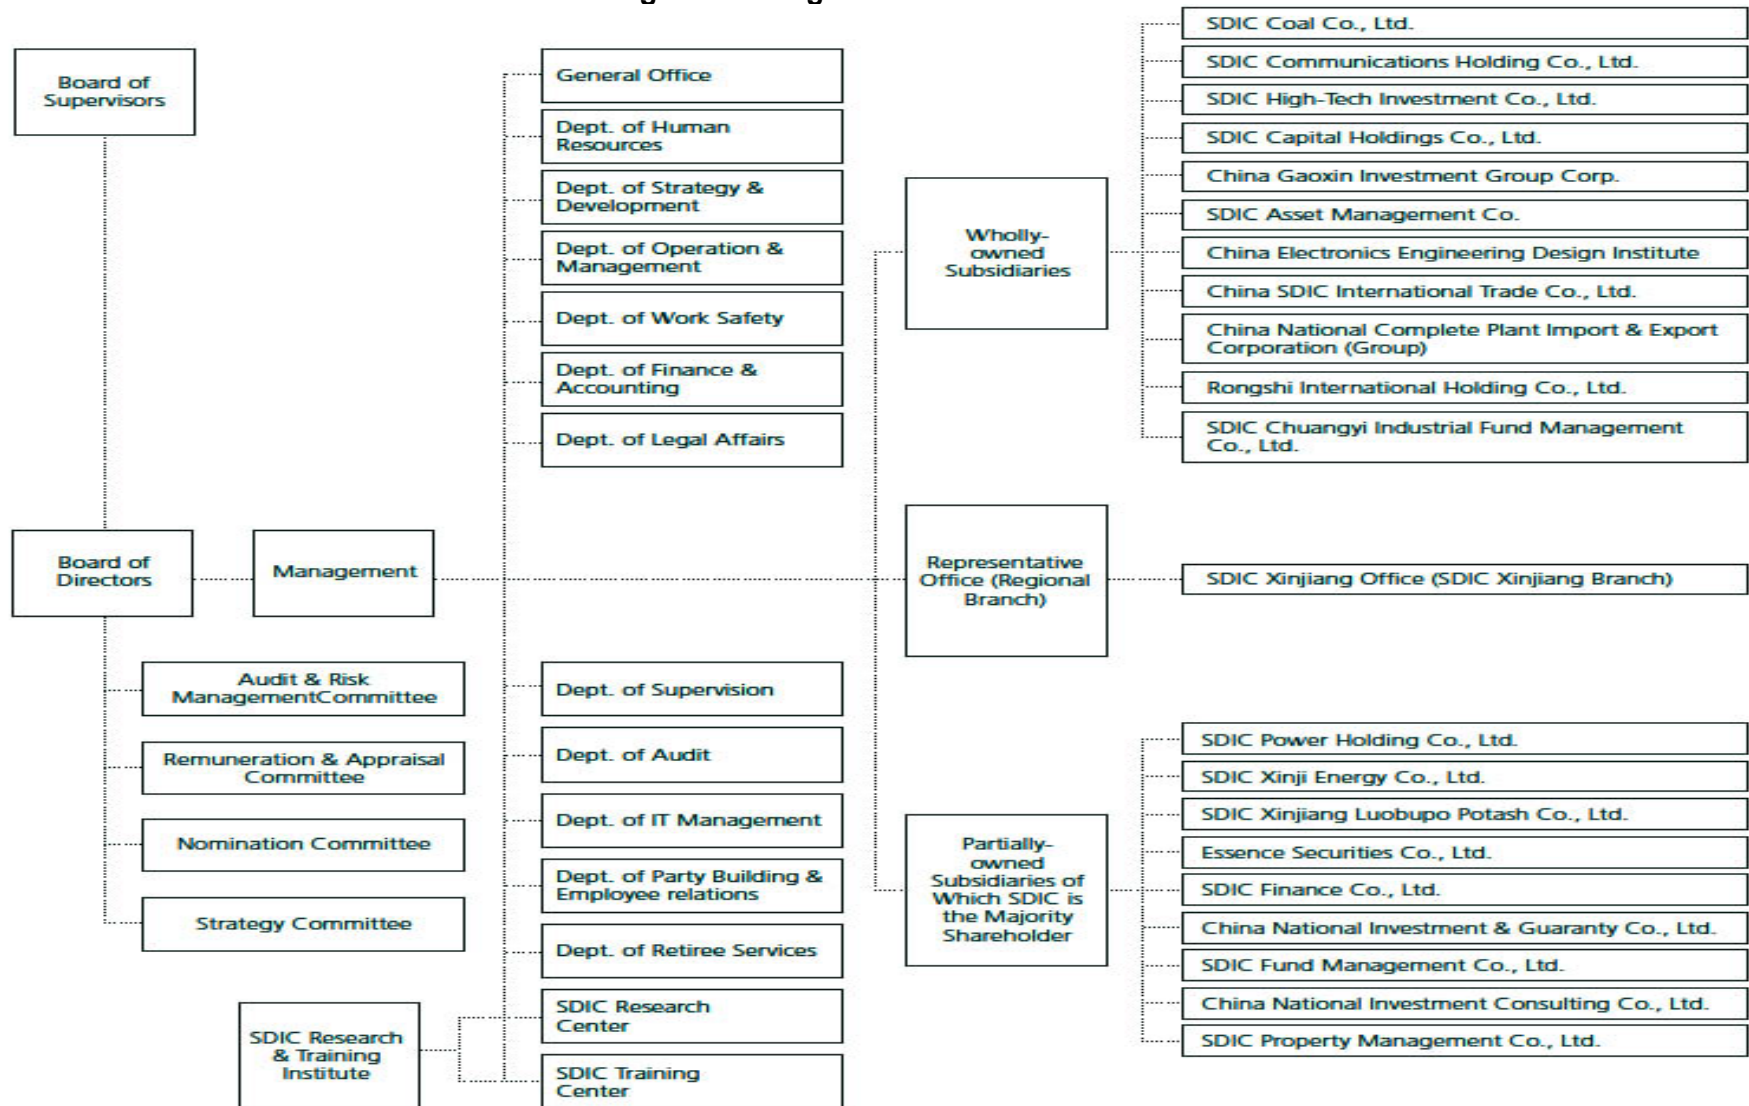 Board of
Supervisors
Board of
Directors
Management
Audit & Risk
ManagementCommittee
Remuneration & Appraisal
Committee
Nomination Committee
Strategy Committee
SDIC Research
& Training
Institute
General Office
Dept. of Human
Resources
Dept. of Strategy &
Development
Dept. of Operation &
Management
Dept. of Work Safety
Dept. of Finance &
Accounting
Dept. of Legal Affairs
Dept. of Supervision
Dept. of Audit
Dept. of IT Management
Dept. of Party Building &
Employee relations
Dept. of Retiree Services
SDIC Research
Center
SDIC Training
Center
Wholly-
owned
Subsidiaries
Representative
Office (Regional
Branch)
Partially-
owned
Subsidiaries of
Which SDIC is
the Majority
Shareholder
SDIC Coal Co., Ltd.
SDIC Communications Holding Co., Ltd.
SDIC High-Tech Investment Co., Ltd.
SDIC Capital Holdings Co., Ltd.
China Gaoxin Investment Group Corp.
SDIC Asset Management Co.
China Electronics Engineering Design Institute
China SDIC International Trade Co., Ltd.
China National Complete Plant Import & Export
Corporation (Group)
Rongshi International Holding Co., Ltd.
SDIC Chuangyi Industrial Fund Management
Co., Ltd.
SDIC Xinjiang Office (SDIC Xinjiang Branch)
SDIC Power Holding Co., Ltd.
SDIC Xinji Energy Co., Ltd.
SDIC Xinjiang Luobupo Potash Co., Ltd.
Essence Securities Co., Ltd.
SDIC Finance Co., Ltd.
China National Investment & Guaranty Co., Ltd.
SDIC Fund Management Co., Ltd.
China National Investment Consulting Co., Ltd.
SDIC Property Management Co., Ltd.